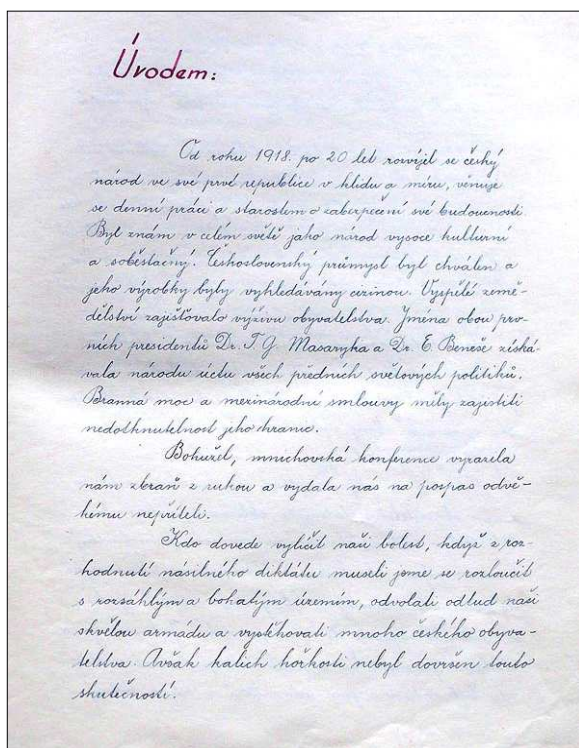 Úvodem:
Od roku 1918. po 20 let rozvíjel se český
národ ve své prvé republice v klidu a míru, věnuje
se denní práci a starostem o zabezpečení své budoucnosti
Byl znám v celém světě jako národ vysoce kulturní
a soběstačný. Československý průmysl byl chválen a
jeho výrobky byly vyhledávány cizinou. Vyspělé země-
dělství zajišťovalo výživu obyvatelstva. Jména obou prv-
ních presidentů Dr. T. G. Masaryka a Dr. E. Beneše získá-
vala národu úctu všech předních světových politiků.
Branná moc a mezinárodní smlouvy měly zajistiti
nedotknutelnost jeho hranic.
Bohužel, mnichovská konference vyrazila
nám zbraň z rukou a vydala nás na pospas odvě-
kému nepříteli.
Kdo dovede vylíčit naši bolest, když z roz-
hodnutí násilného diktátu museli jsme se rozloučit
s rozsáhlým a bohatým územím, odvolati odtud naši
skvělou armádu a vystěhovati mnoho českého obyva-
telstva. Avšak kalich hořkosti nebyl dovršen touto
skutečností.